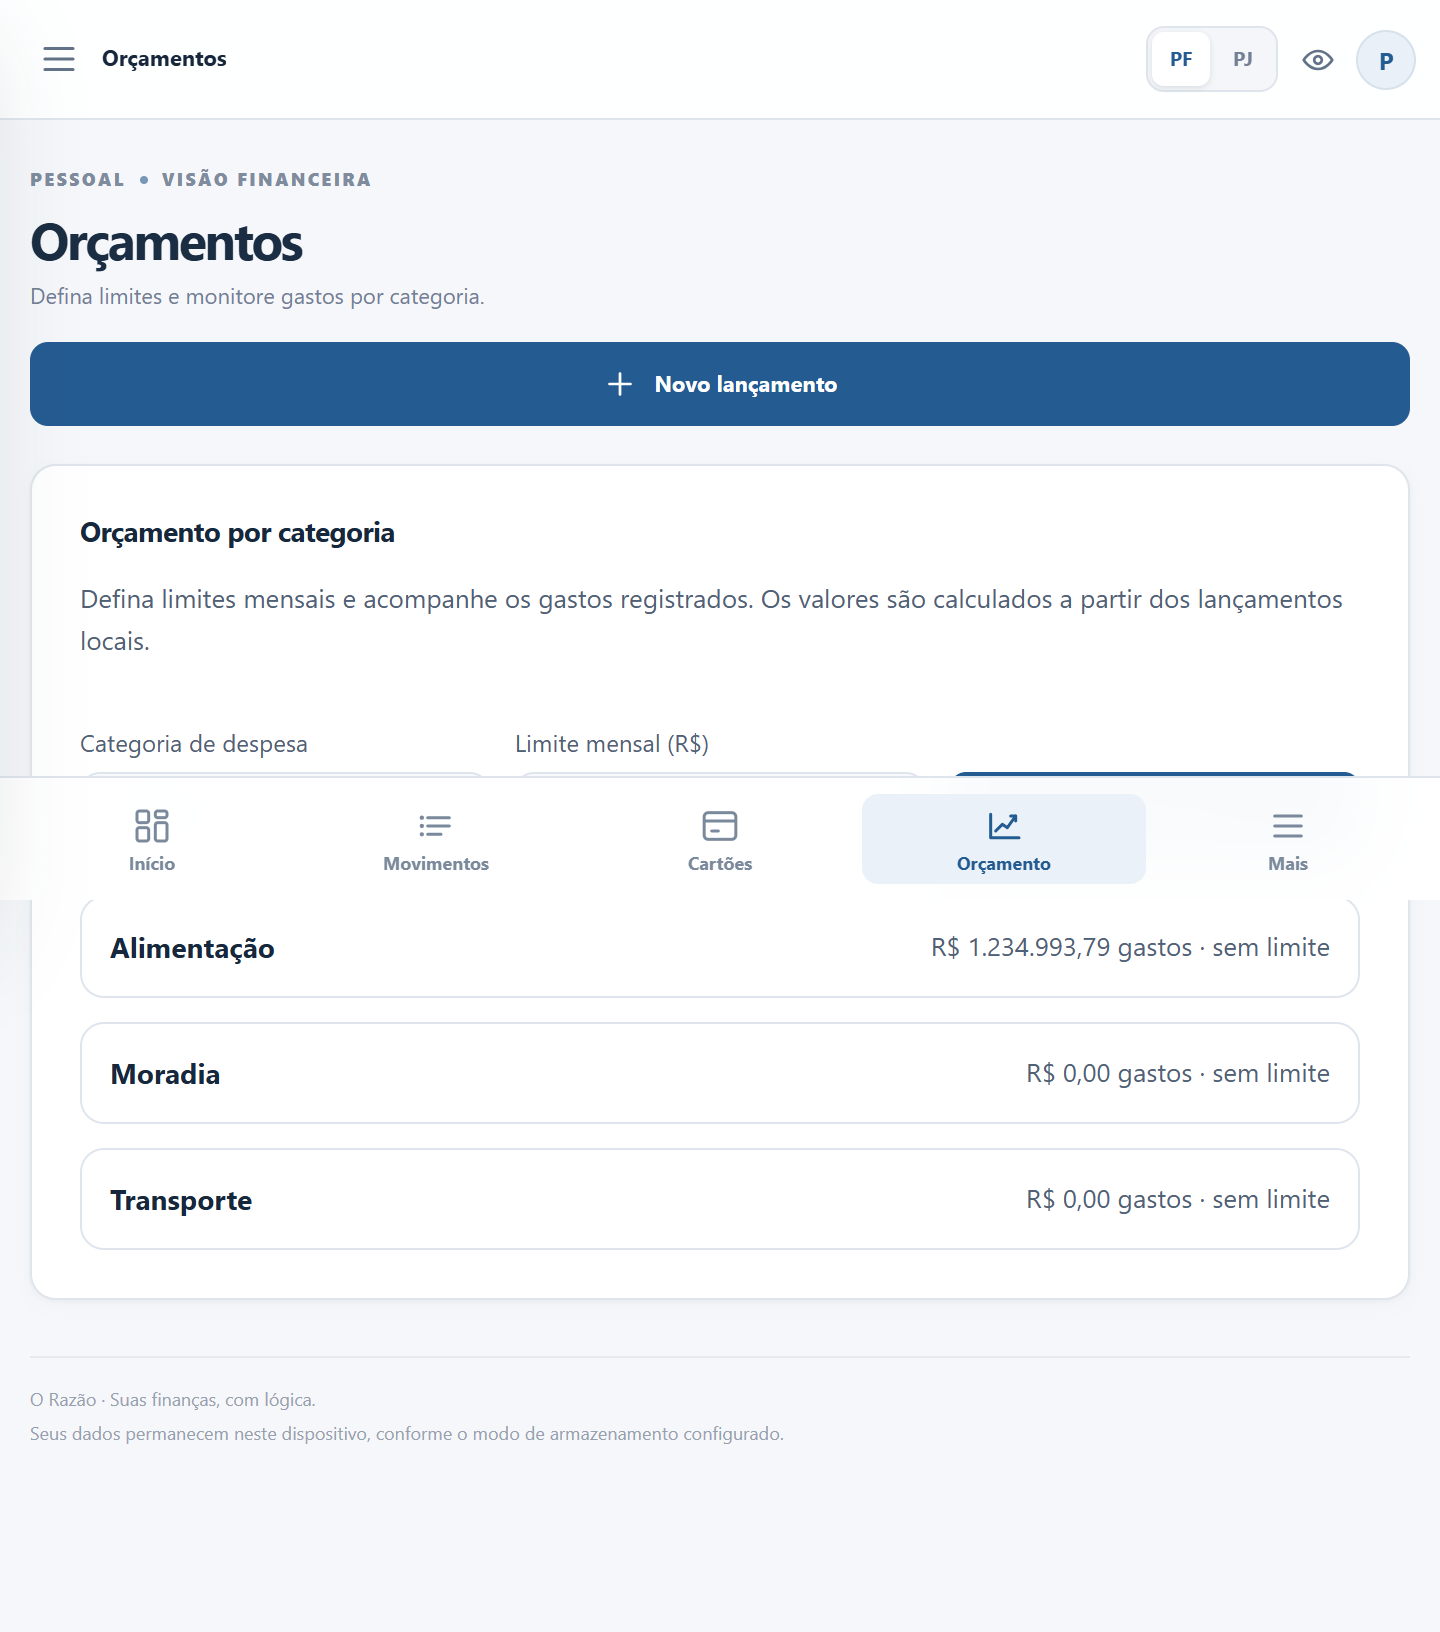 Orçamentos
PF
PJ
P
PESSOAL • VISÃO FINANCEIRA
Orçamentos
Defina limites e monitore gastos por categoria.
+ Novo lançamento
Orçamento por categoria
Defina limites mensais e acompanhe os gastos registrados. Os valores são calculados a partir dos lançamentos
locais.
Categoria de despesa
Limite mensal (R$)
Início
Movimentos
Cartões
Orçamento
Mais
Alimentação
R$ 1.234.993,79 gastos · sem limite
Moradia
R$ 0,00 gastos · sem limite
Transporte
R$ 0,00 gastos · sem limite
O Razão · Suas finanças, com lógica.
Seus dados permanecem neste dispositivo, conforme o modo de armazenamento configurado.